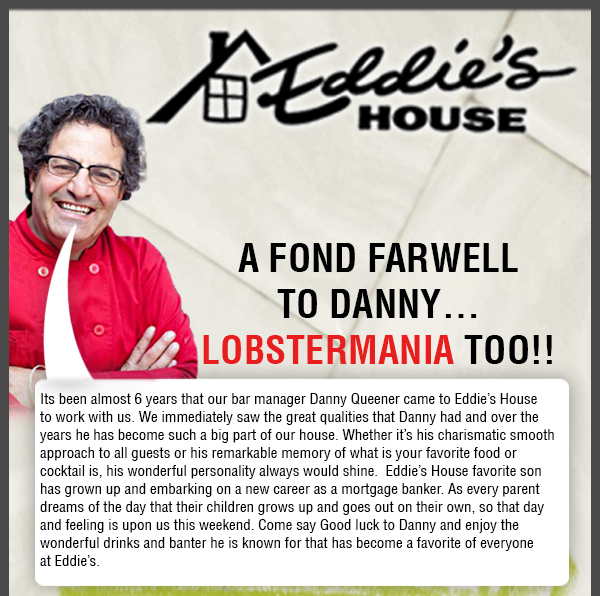 Eddie's
HOUSE
A FOND FARWELL
TO DANNY...
LOBSTERMANIA TOO!!
Its been almost 6 years that our bar manager Danny Queener came to Eddie's House
to work with us. We immediately saw the great qualities that Danny had and over the
years he has become such a big part of our house. Whether it's his charismatic smooth
approach to all guests or his remarkable memory of what is your favorite food or
cocktail is, his wonderful personality always would shine.  Eddie's House favorite son
has grown up and embarking on a new career as a mortgage banker. As every parent
dreams of the day that their children grows up and goes out on their own, so that day
and feeling is upon us this weekend. Come say Good luck to Danny and enjoy the
wonderful drinks and banter he is known for that has become a favorite of everyone
at Eddie's.